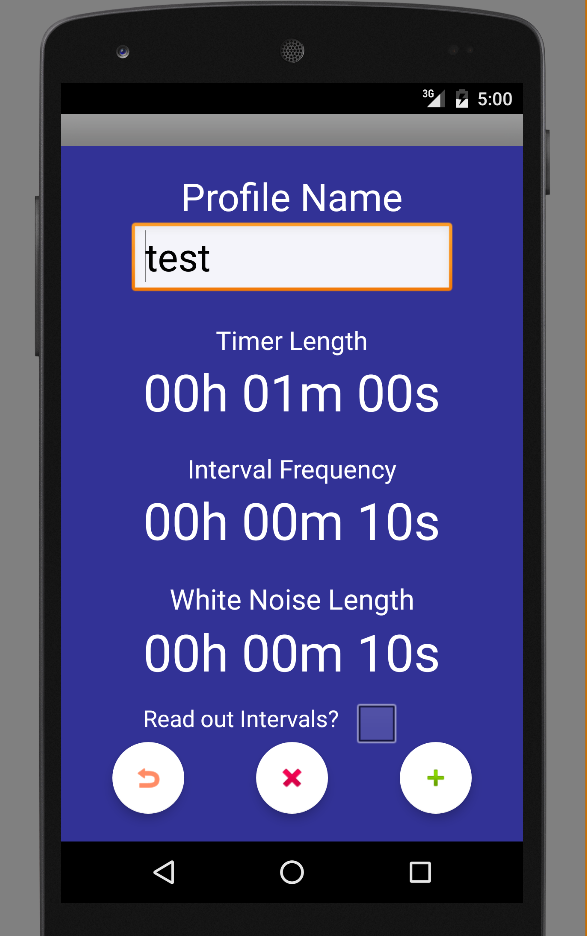 3G 5:00
Profile Name
test
Timer Length
00h 01m 00s
Interval Frequency
00h 00m 10s
White Noise Length
00h 00m 10s
Read out Intervals?